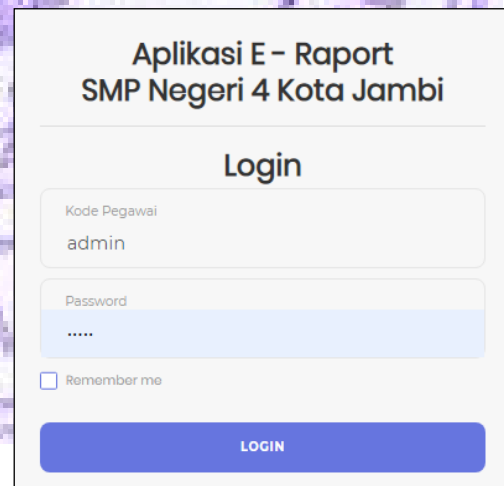 Aplikasi E - Raport
SMP Negeri 4 Kota Jambi
Login
Kode Pegawai
admin
Password
•••••
Remember me
LOGIN